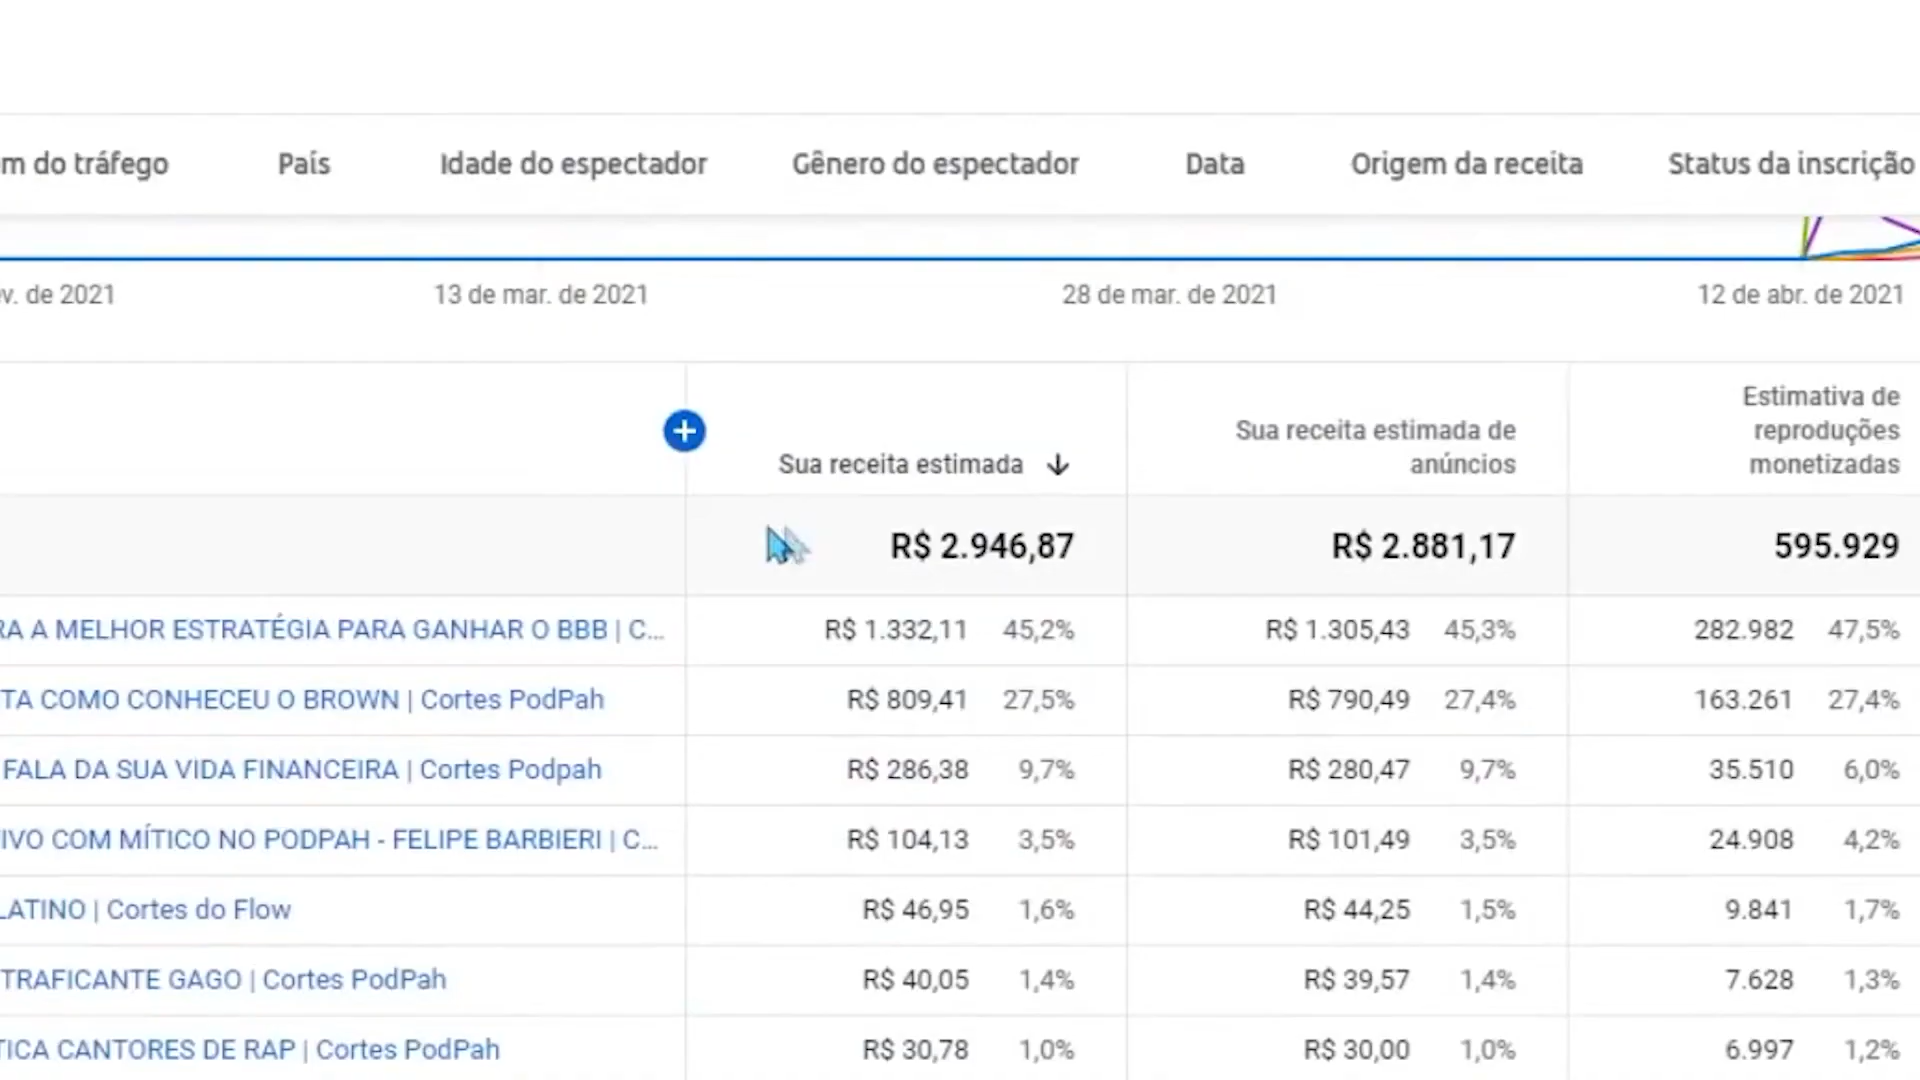 m do tráfego País Idade do espectador Gênero do espectador Data Origem da receita Status da inscrição
v. de 2021 13 de mar. de 2021 28 de mar. de 2021 12 de abr. de 2021
Sua receita estimada
Sua receita estimada de
anúncios
Estimativa de
reproduções
monetizadas
R$ 2.946,87 R$ 2.881,17 595.929
RA A MELHOR ESTRATÉGIA PARA GANHAR O BBB | C... R$ 1.332,11 45,2% R$ 1.305,43 45,3% 282.982 47,5%
TA COMO CONHECEU O BROWN | Cortes PodPah R$ 809,41 27,5% R$ 790,49 27,4% 163.261 27,4%
FALA DA SUA VIDA FINANCEIRA | Cortes Podpah R$ 286,38 9,7% R$ 280,47 9,7% 35.510 6,0%
IVO COM MÍTICO NO PODPAH - FELIPE BARBIERI | C... R$ 104,13 3,5% R$ 101,49 3,5% 24.908 4,2%
LATINO | Cortes do Flow R$ 46,95 1,6% R$ 44,25 1,5% 9.841 1,7%
TRAFICANTE GAGO | Cortes PodPah R$ 40,05 1,4% R$ 39,57 1,4% 7.628 1,3%
TICA CANTORES DE RAP | Cortes PodPah R$ 30,78 1,0% R$ 30,00 1,0% 6.997 1,2%